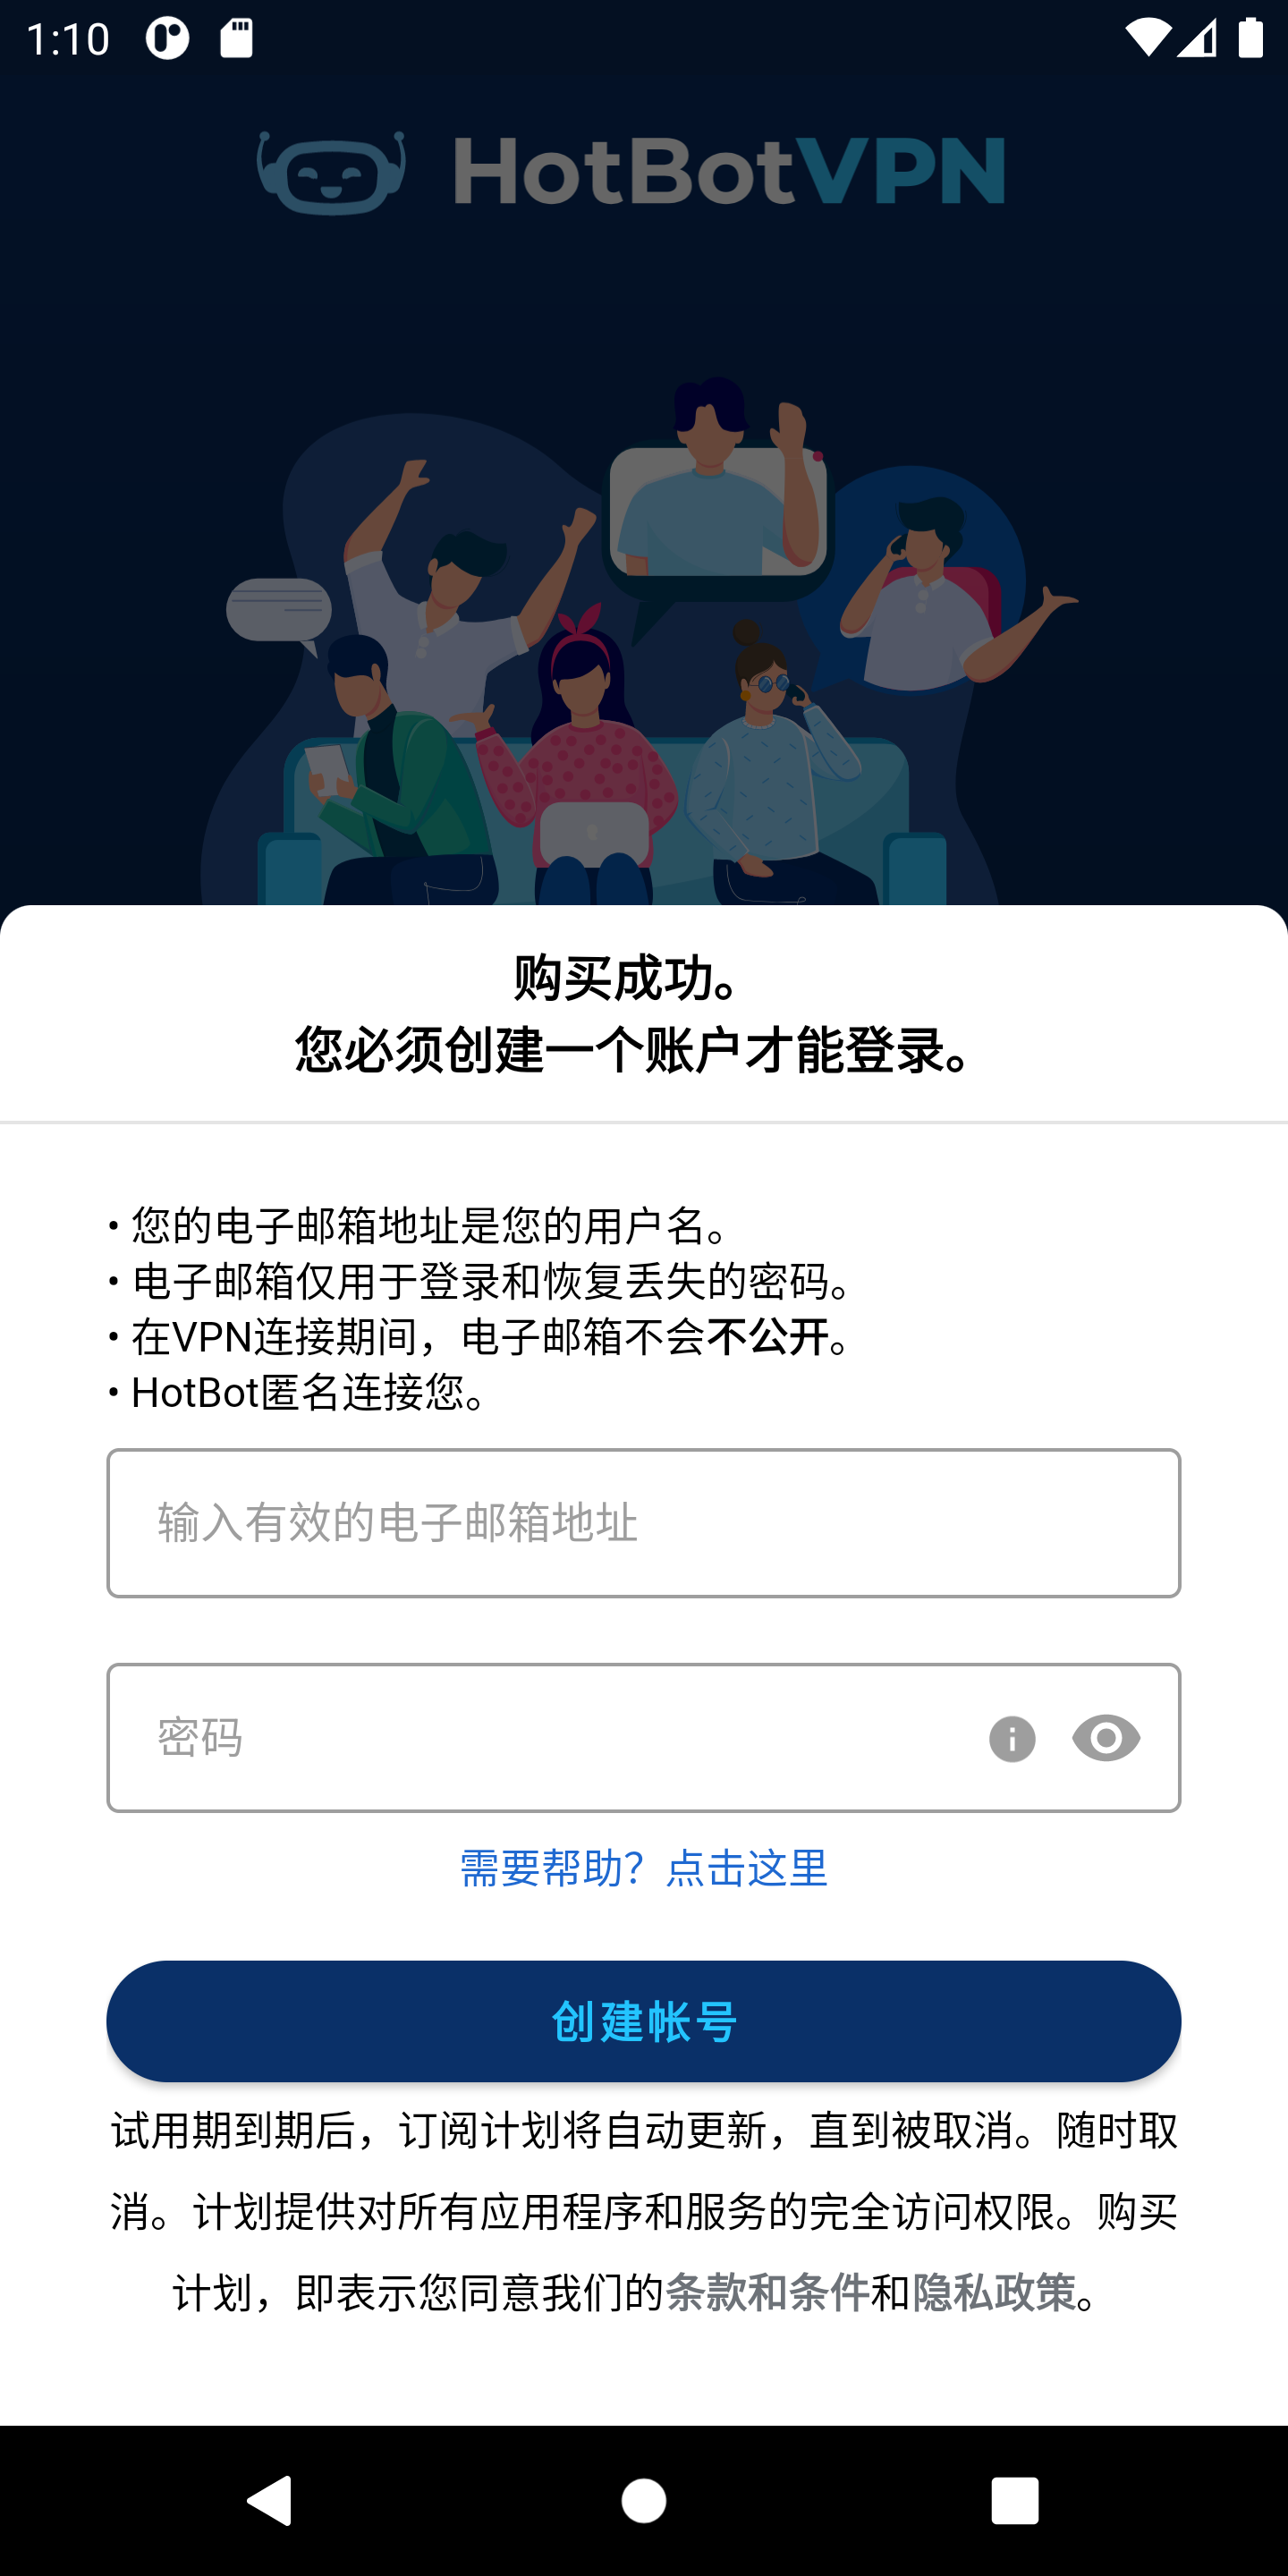 1:10
HotBotVPN
购买成功。
您必须创建一个账户才能登录。
• 您的电子邮箱地址是您的用户名。
• 电子邮箱仅用于登录和恢复丢失的密码。
• 在VPN连接期间，电子邮箱不会不公开。
• HotBot匿名连接您。
输入有效的电子邮箱地址
密码
需要帮助？点击这里
创建帐号
试用期到期后，订阅计划将自动更新，直到被取消。随时取
消。计划提供对所有应用程序和服务的完全访问权限。购买
计划，即表示您同意我们的条款和条件和隐私政策。